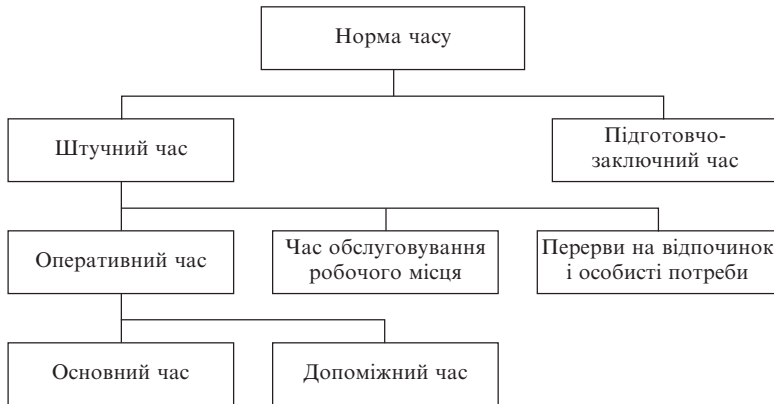 Норма часу
Штучний час
Підготовчо-
заключний час
Оперативний час
Час обслуговування
робочого місця
Перерви на відпочинок
і особисті потреби
Основний час
Допоміжний час